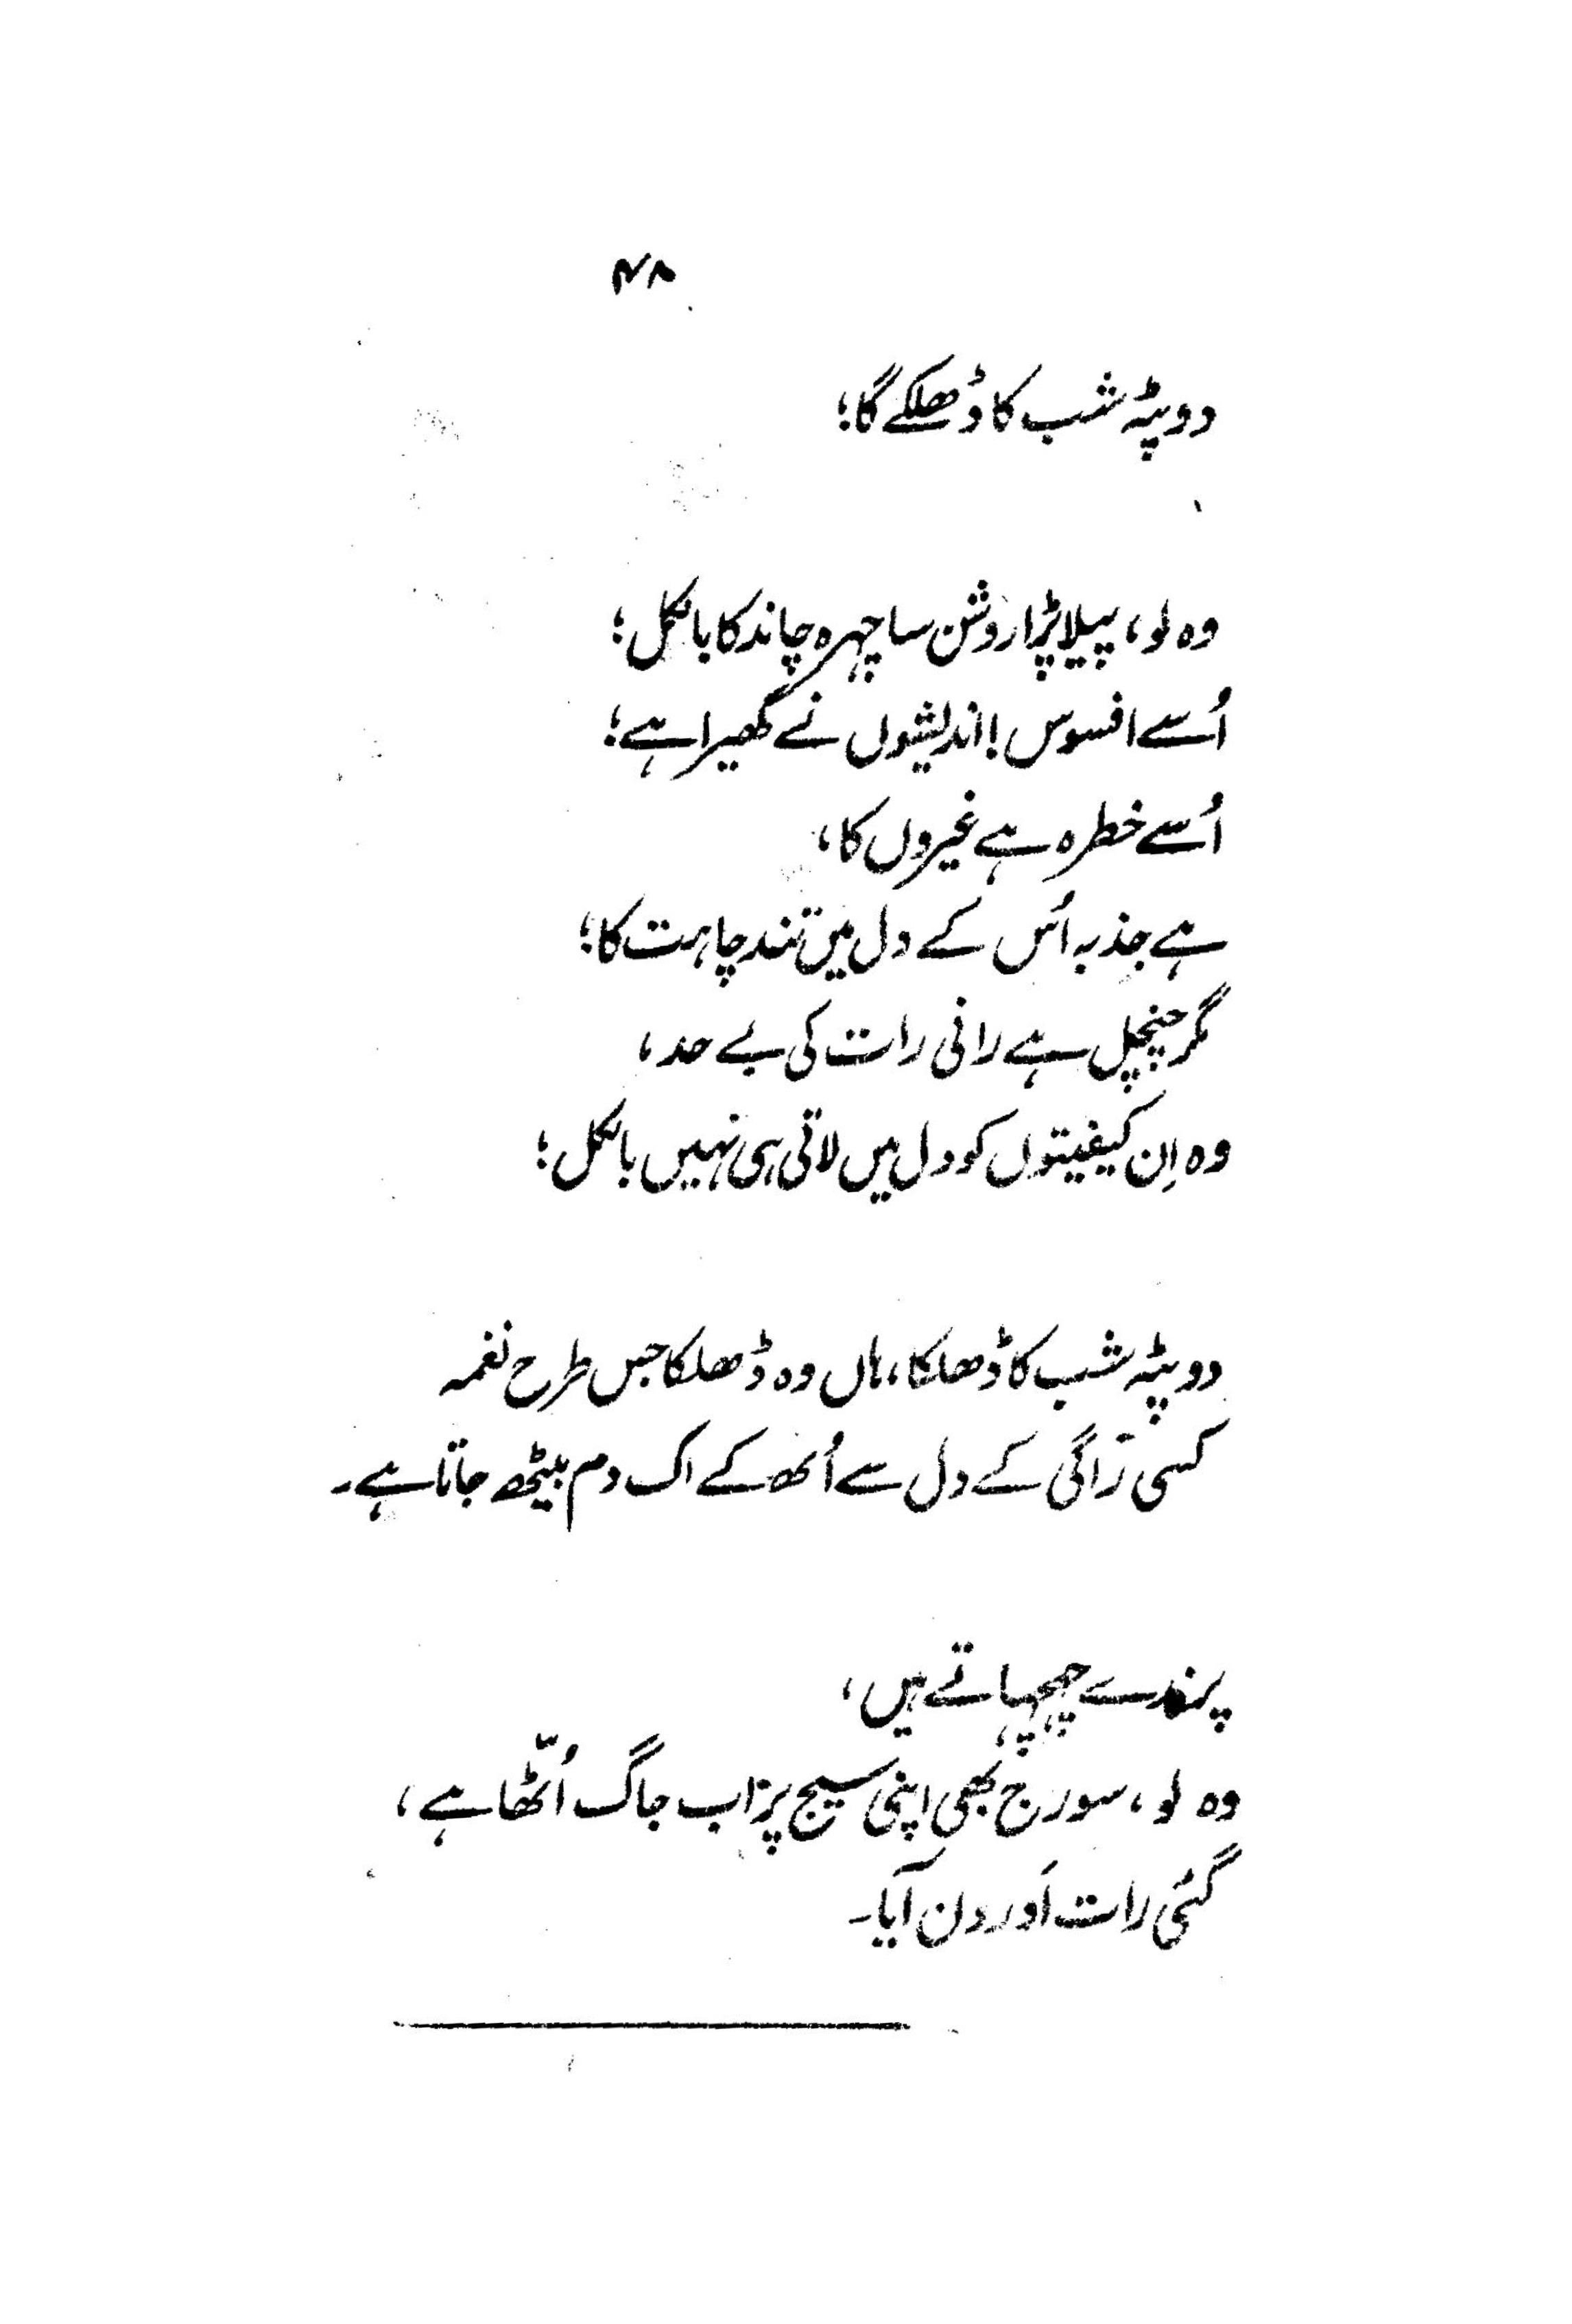 ۴۸
دوپٹہ شب کا ڈھلکے گا؛
وہ لو، پیلا پڑا روشن سا چہرہ چاند کا بالکل؛
اُسے افسوس! اندیشوں نے گھیرا ہے؛
اُسے خطرہ ہے غیروں کا،
ہے جذبہ اُس کے دل میں تند چاہت کا؛
مگر چنچل ہے رانی رات کی بے حد،
وہ اِن کیفیتوں کو دل میں لاتی ہی نہیں بالکل؛
دوپٹہ شب کا ڈھلکا، ہاں وہ ڈھلکا جس طرح نغمہ
کسی راگی کے دل سے اُٹھ کے اک دم بیٹھ جاتا ہے۔
پرندے چہچہاتے ہیں،
وہ لو، سورج بھی اپنی سیج پر اب جاگ اُٹّھا ہے،
گئی رات اَور دن آیا۔